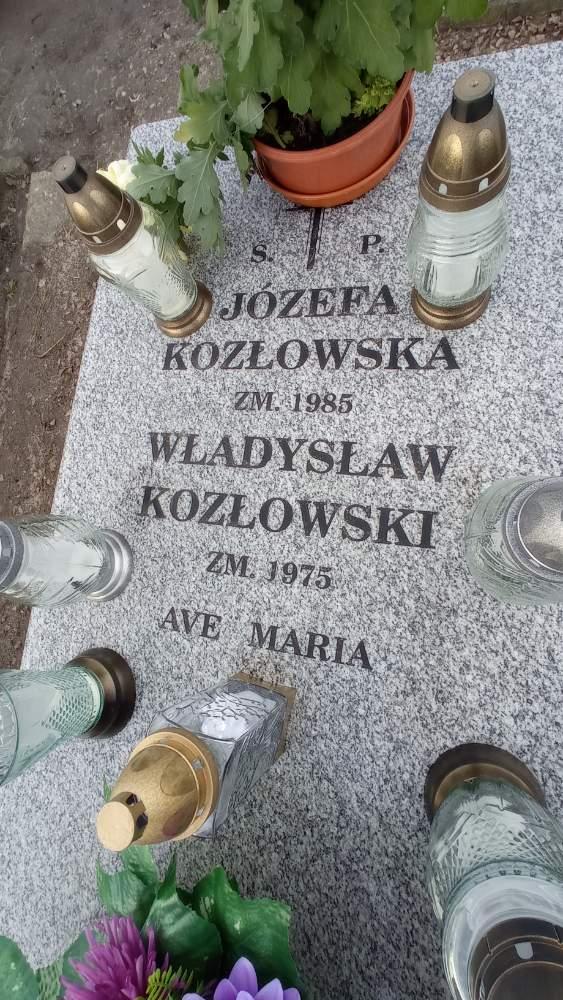 S. P.
JÓZEFA
KOZŁOWSKA
ZM. 1985
WŁADYSŁAW
KOZŁOWSKI
ZM. 1975
AVE MARIA